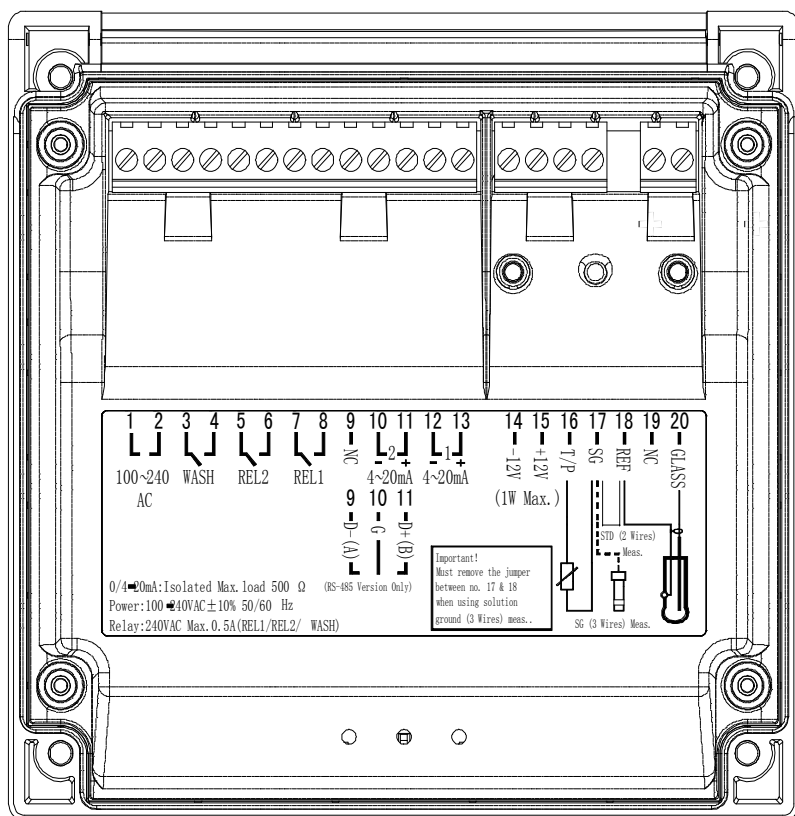 1 2 3 4 5 6 7 8 9 10 11 12 13 14 15 16 17 18 19 20
100~240 AC
WASH
REL2
REL1
NC
2
- +
4~20mA
1
- +
4~20mA
-12V
+12V
(1W Max.)
T/P
SG
REF
NC
GLASS
9 10 11
D-(A)
G
D+(B)
(RS-485 Version Only)
STD (2 Wires)
Meas.
SG (3 Wires) Meas.
Important!
Must remove the jumper
between no. 17 & 18
when using solution
ground (3 Wires) meas..
0/4 20mA:Isolated Max. load 500 Ω
Power:100 240VAC±10% 50/60 Hz
Relay:240VAC Max. 0.5A(REL1/REL2/ WASH)